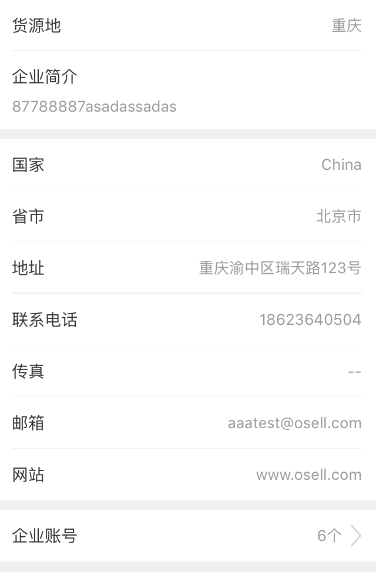 货源地 重庆
企业简介
87788887asadassadas
国家 China
省市 北京市
地址 重庆渝中区瑞天路123号
联系电话 18623640504
传真 --
邮箱 aaatest@osell.com
网站 www.osell.com
企业账号 6个